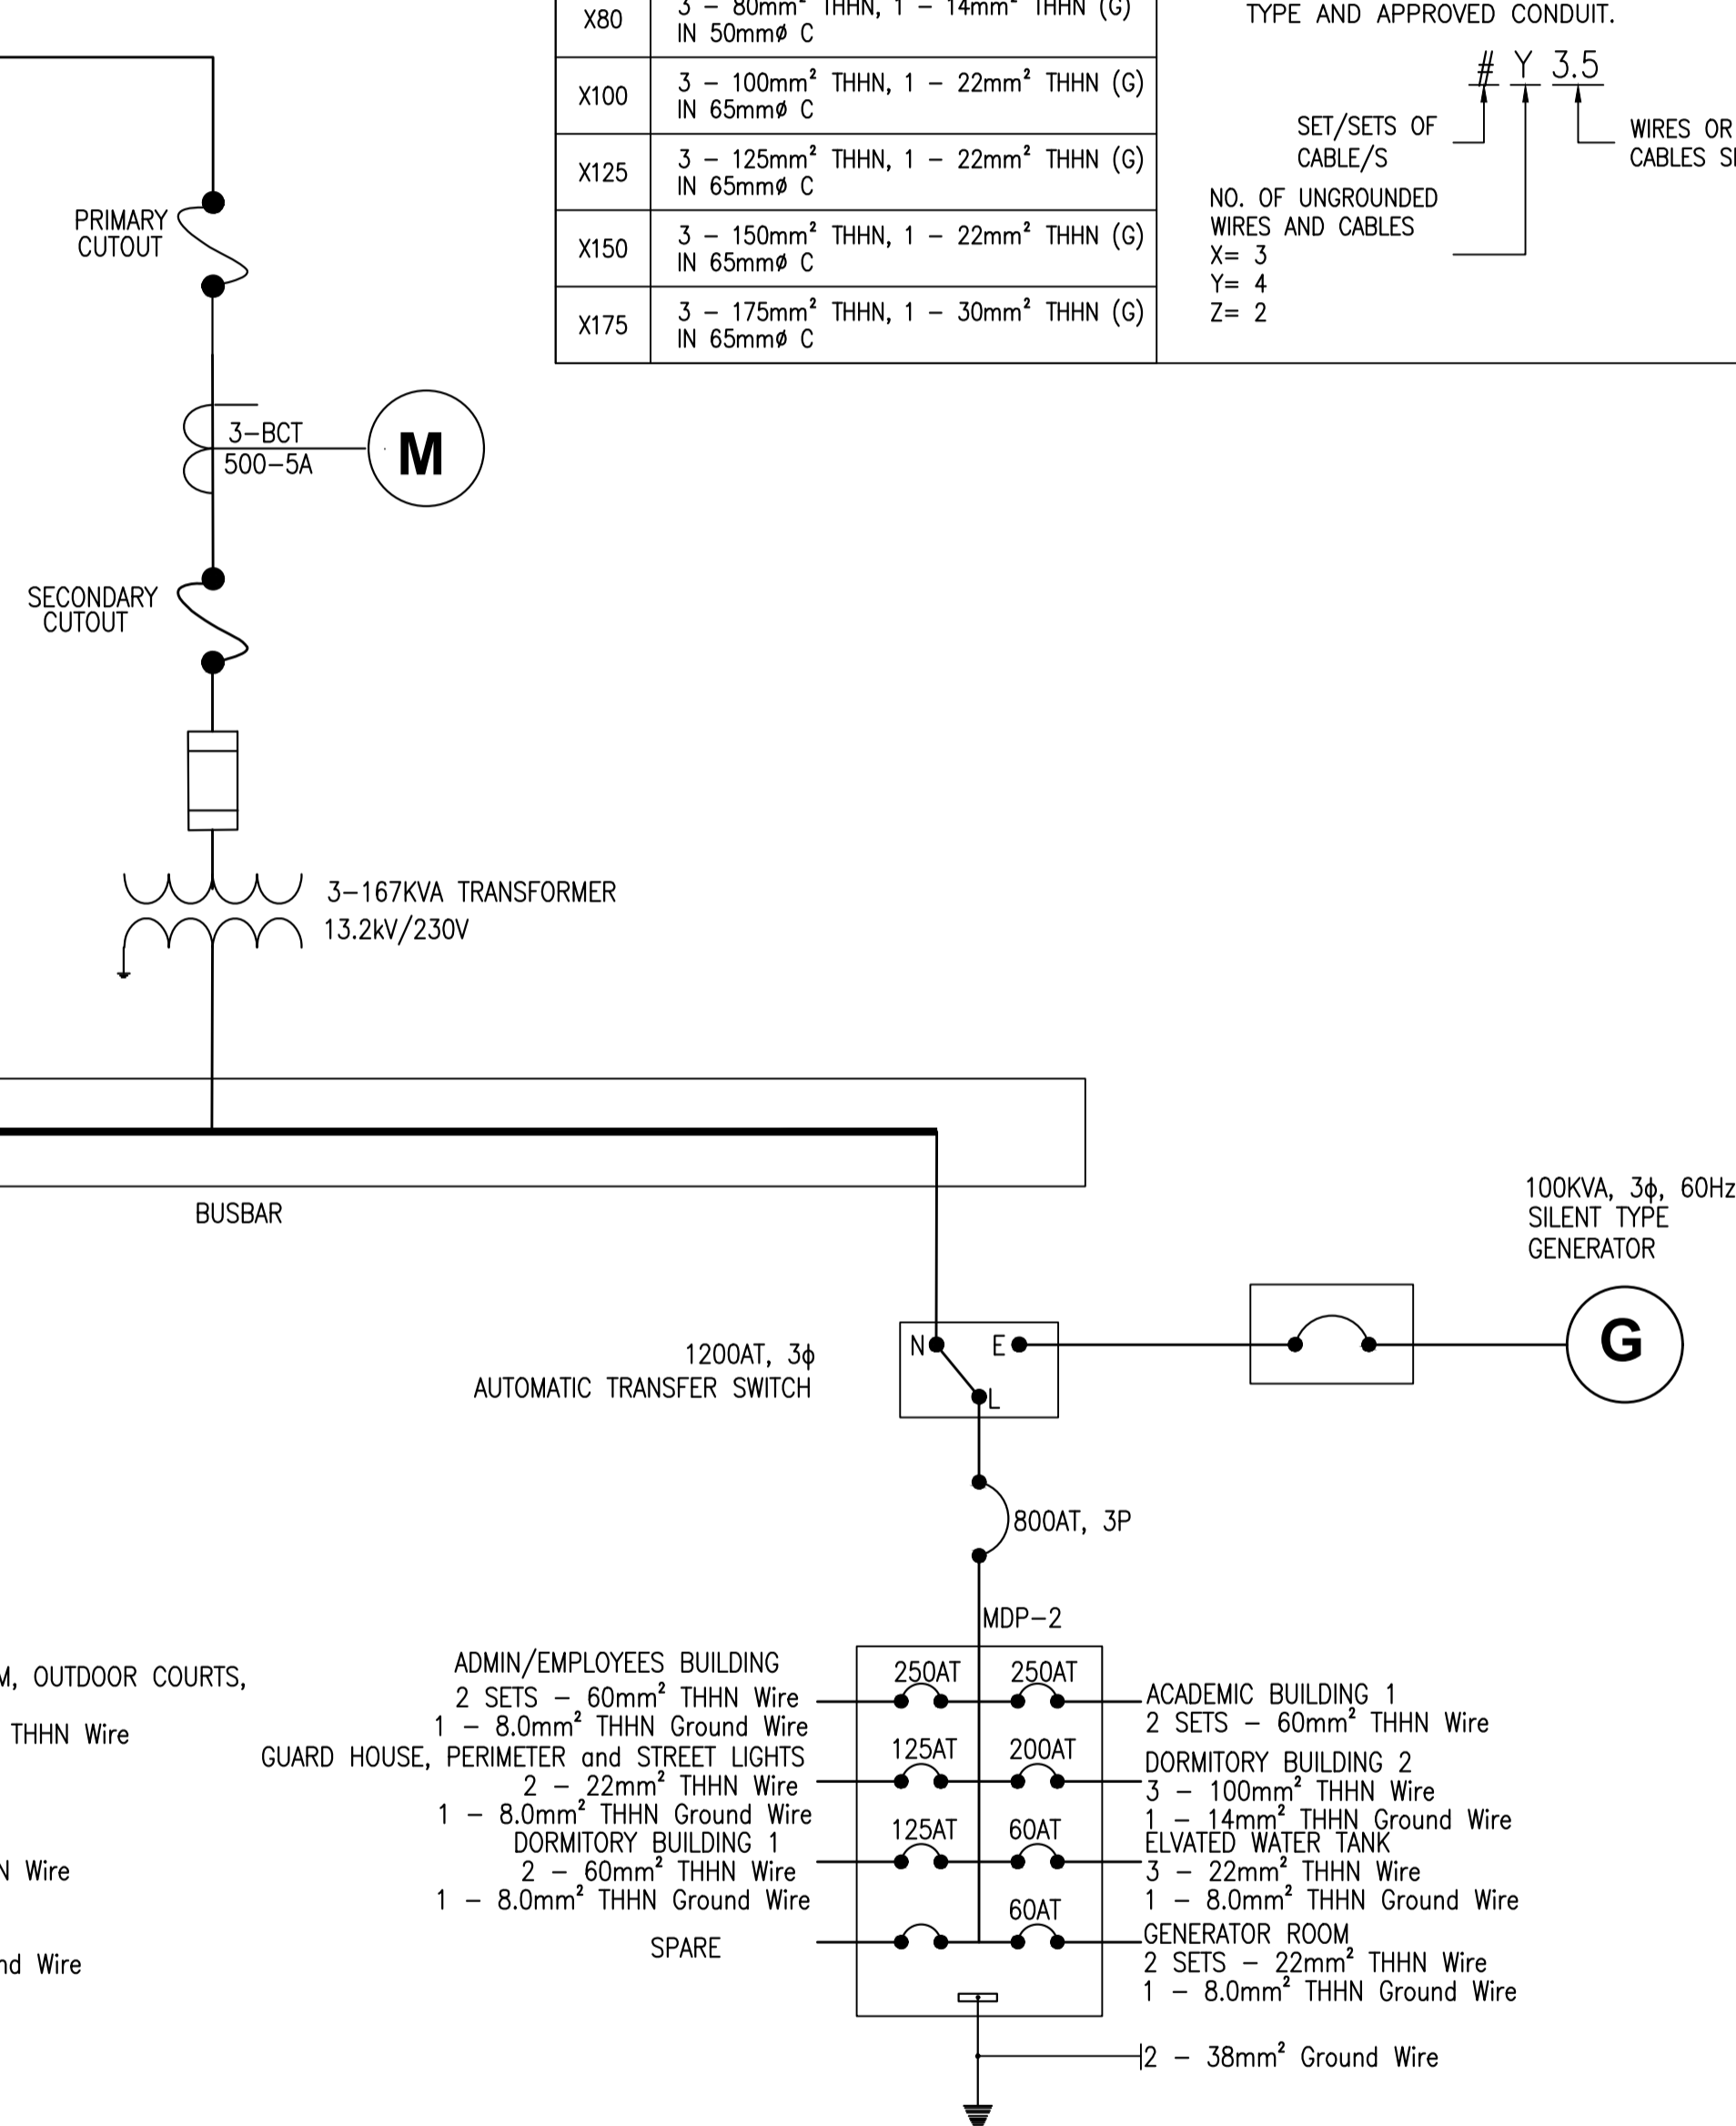 X80
3 – 80mm² THHN, 1 – 14mm² THHN (G)
IN 50mmø C
X100
3 – 100mm² THHN, 1 – 22mm² THHN (G)
IN 65mmø C
X125
3 – 125mm² THHN, 1 – 22mm² THHN (G)
IN 65mmø C
X150
3 – 150mm² THHN, 1 – 22mm² THHN (G)
IN 65mmø C
X175
3 – 175mm² THHN, 1 – 30mm² THHN (G)
IN 65mmø C
TYPE AND APPROVED CONDUIT.
# Y 3.5
SET/SETS OF
CABLE/S
WIRES OR
CABLES
NO. OF UNGROUNDED
WIRES AND CABLES
X= 3
Y= 4
Z= 2
PRIMARY
CUTOUT
3–BCT
500–5A
M
SECONDARY
CUTOUT
3–167KVA TRANSFORMER
13.2kV/230V
BUSBAR
100KVA, 3ϕ, 60Hz
SILENT TYPE
GENERATOR
G
1200AT, 3ϕ
AUTOMATIC TRANSFER SWITCH
N
E
L
800AT, 3P
MDP–2
OUTDOOR COURTS,
THHN Wire
Wire
Wire
ADMIN/EMPLOYEES BUILDING
2 SETS – 60mm² THHN Wire
1 – 8.0mm² THHN Ground Wire
GUARD HOUSE, PERIMETER and STREET LIGHTS
2 – 22mm² THHN Wire
1 – 8.0mm² THHN Ground Wire
DORMITORY BUILDING 1
2 – 60mm² THHN Wire
1 – 8.0mm² THHN Ground Wire
SPARE
250AT 250AT
125AT 200AT
125AT 60AT
60AT
ACADEMIC BUILDING 1
2 SETS – 60mm² THHN Wire
DORMITORY BUILDING 2
3 – 100mm² THHN Wire
1 – 14mm² THHN Ground Wire
ELVATED WATER TANK
3 – 22mm² THHN Wire
1 – 8.0mm² THHN Ground Wire
GENERATOR ROOM
2 SETS – 22mm² THHN Wire
1 – 8.0mm² THHN Ground Wire
2 – 38mm² Ground Wire